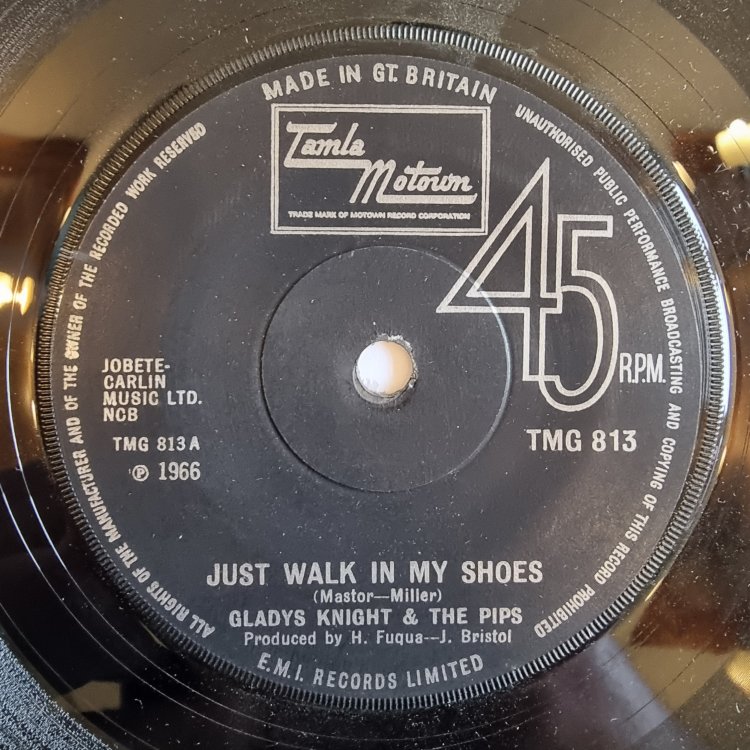 MADE IN GT. BRITAIN
Tamla
Motown
TRADE MARK OF MOTOWN RECORD CORPORATION
45
R.P.M.
JOBETE-
CARLIN
MUSIC LTD.
NCB
TMG 813A
℗ 1966
TMG 813
JUST WALK IN MY SHOES
(Mastor—Miller)
GLADYS KNIGHT & THE PIPS
Produced by H. Fuqua—J. Bristol
E.M.I. RECORDS LIMITED
ALL RIGHTS OF THE MANUFACTURER AND OF THE OWNER OF THE RECORDED WORK RESERVED
UNAUTHORISED PUBLIC PERFORMANCE BROADCASTING AND COPYING OF THIS RECORD PROHIBITED